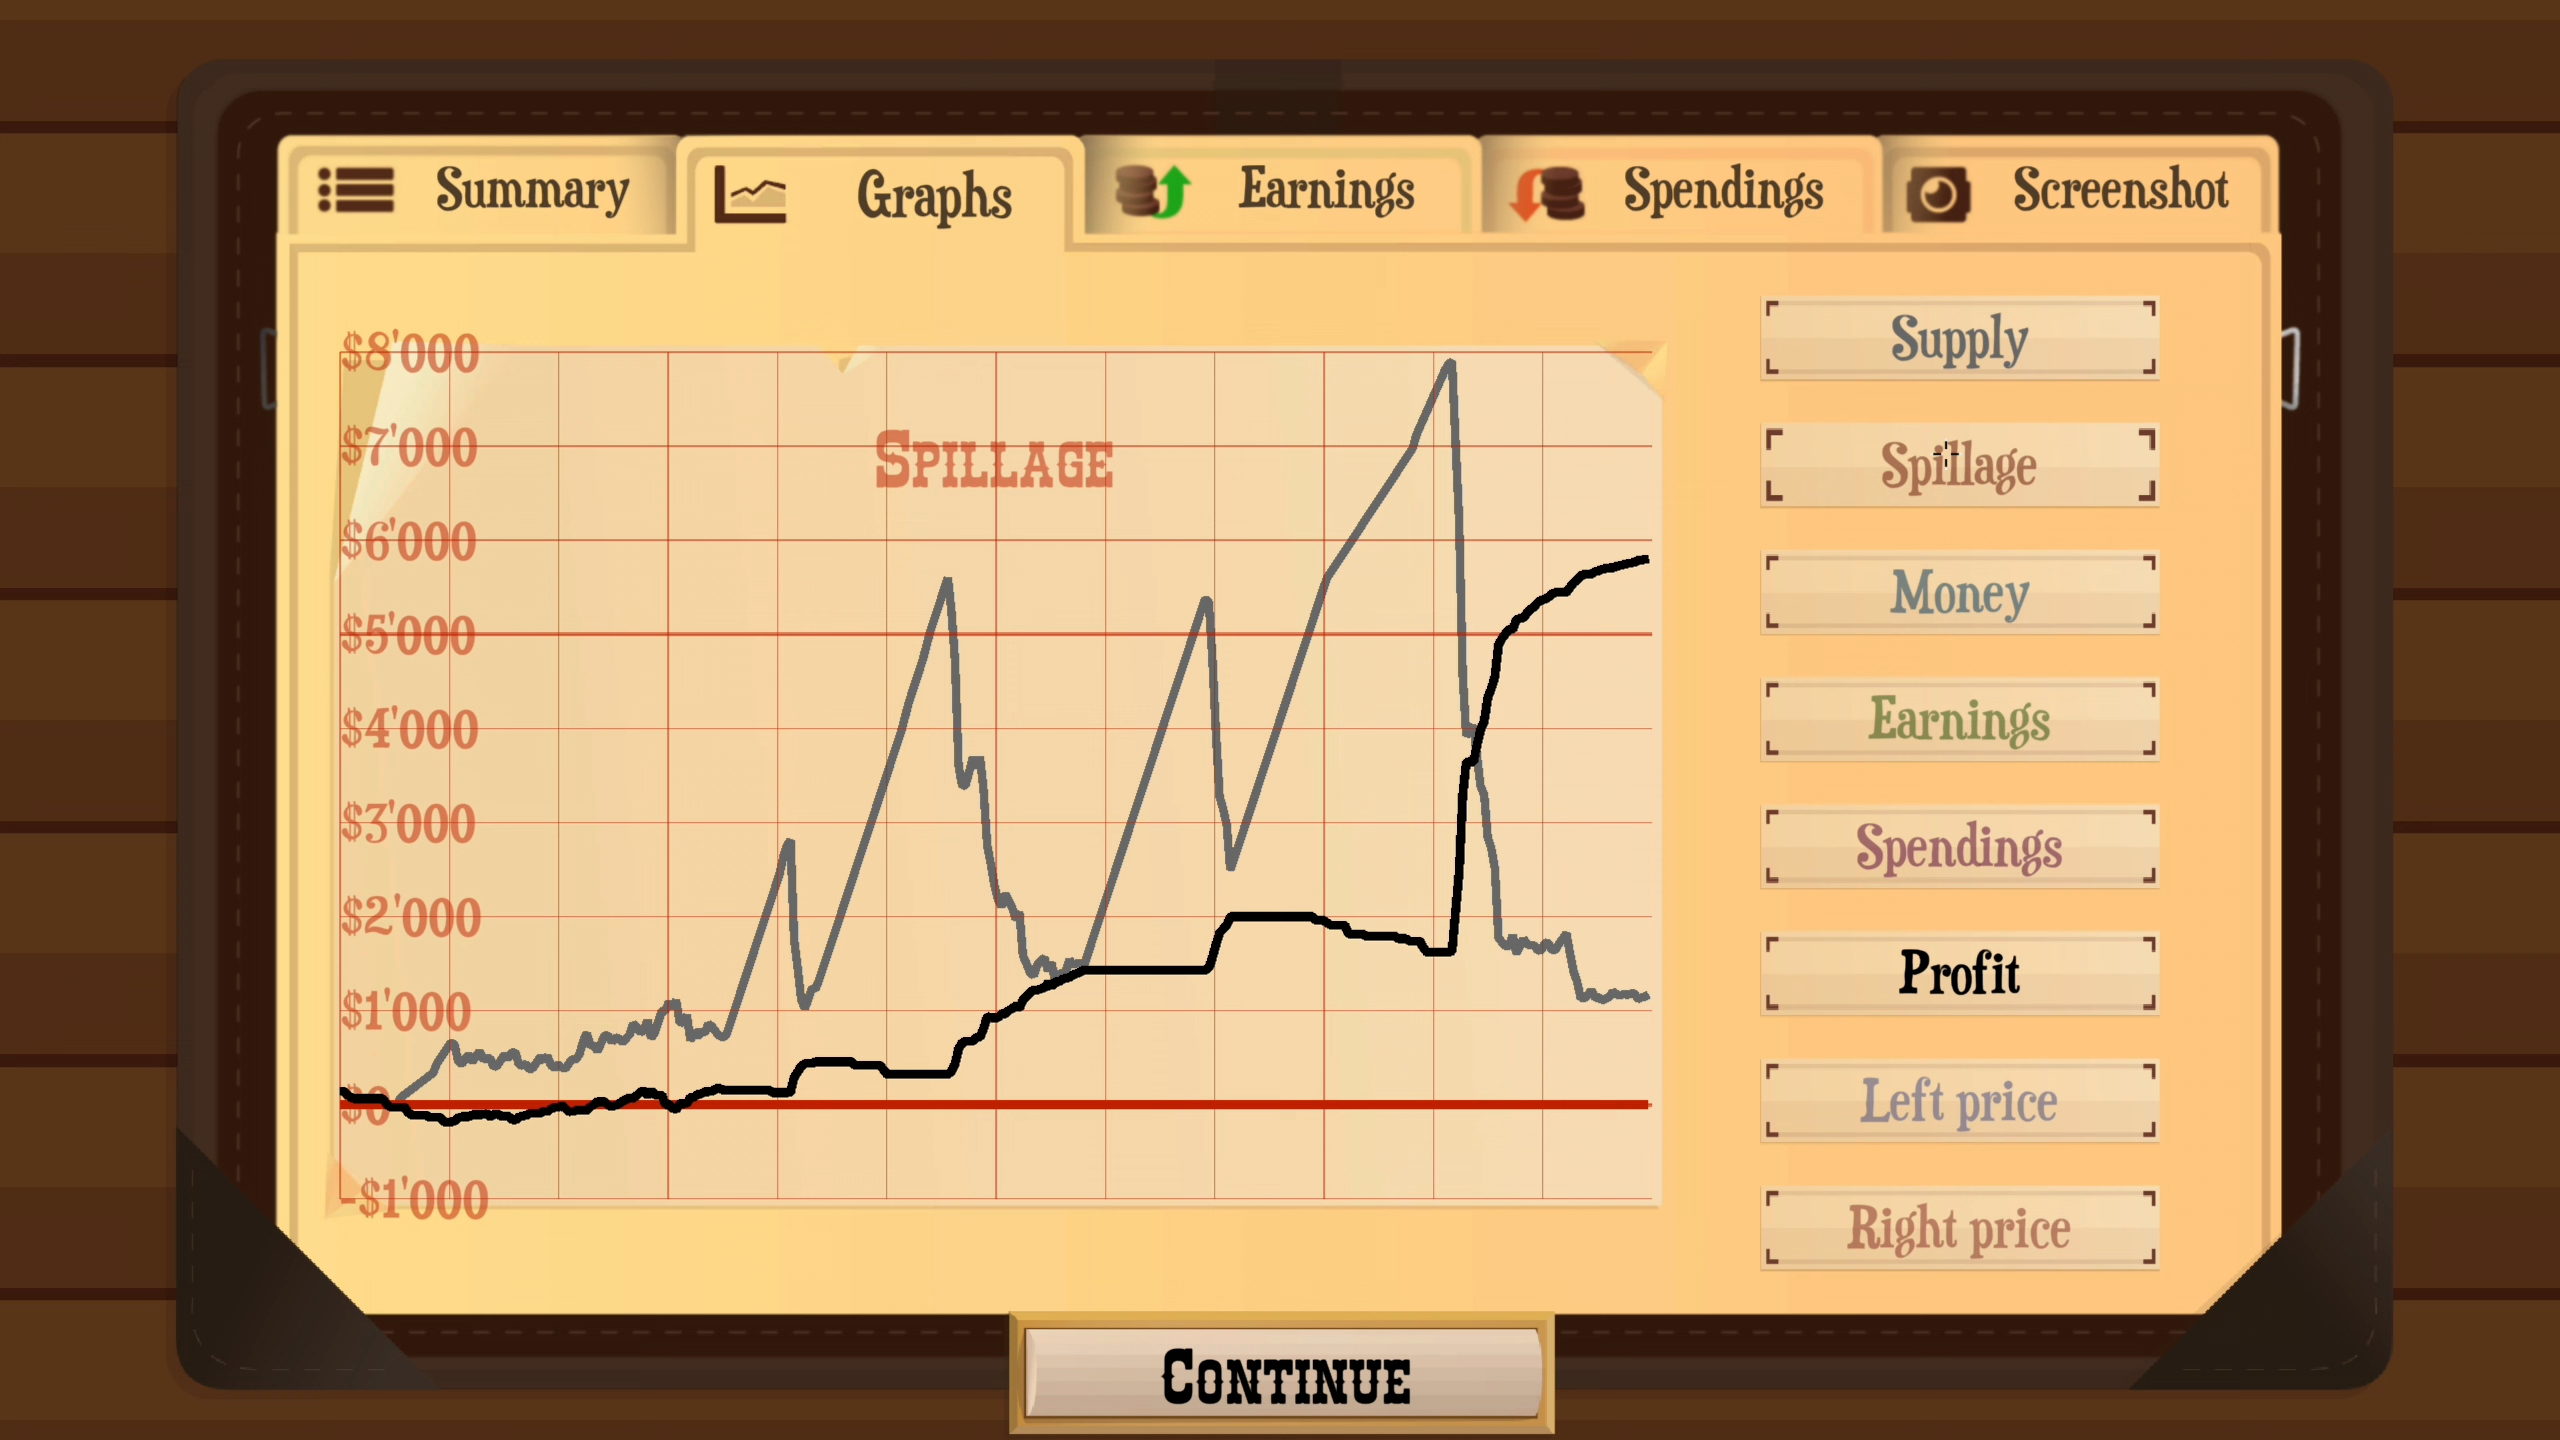 Summary
Graphs
Earnings
Spendings
Screenshot
$8'000
$7'000
$6'000
$5'000
$4'000
$3'000
$2'000
$1'000
$0
-$1'000
Spillage
Supply
Spillage
Money
Earnings
Spendings
Profit
Left price
Right price
Continue